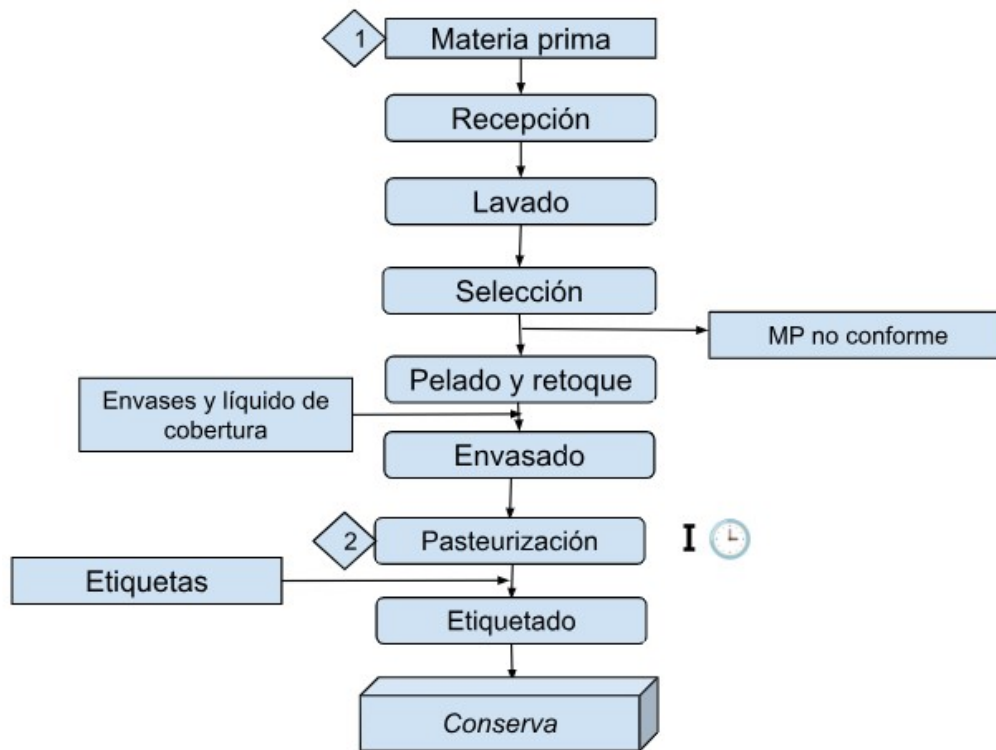 1
Materia prima
Recepción
Lavado
Selección
MP no conforme
Pelado y retoque
Envases y líquido de
cobertura
Envasado
2
Pasteurización
I
Etiquetas
Etiquetado
Conserva